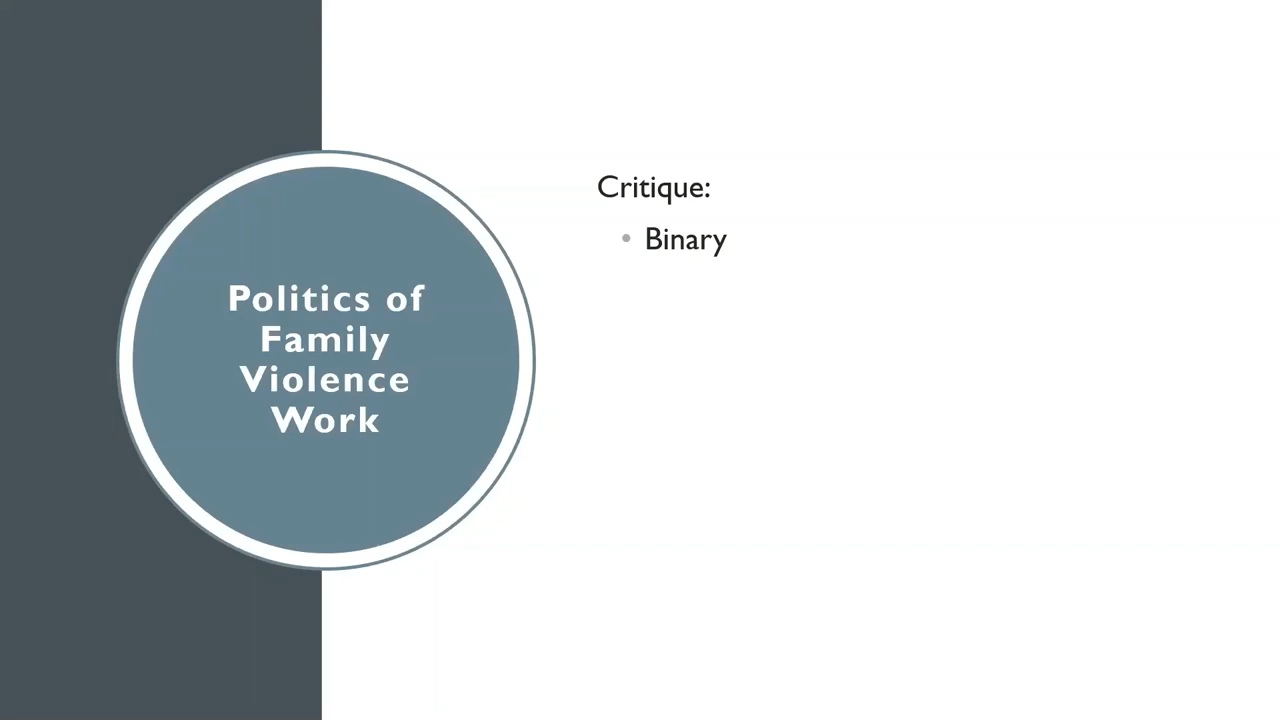 Politics of
Family
Violence
Work
Critique:
• Binary